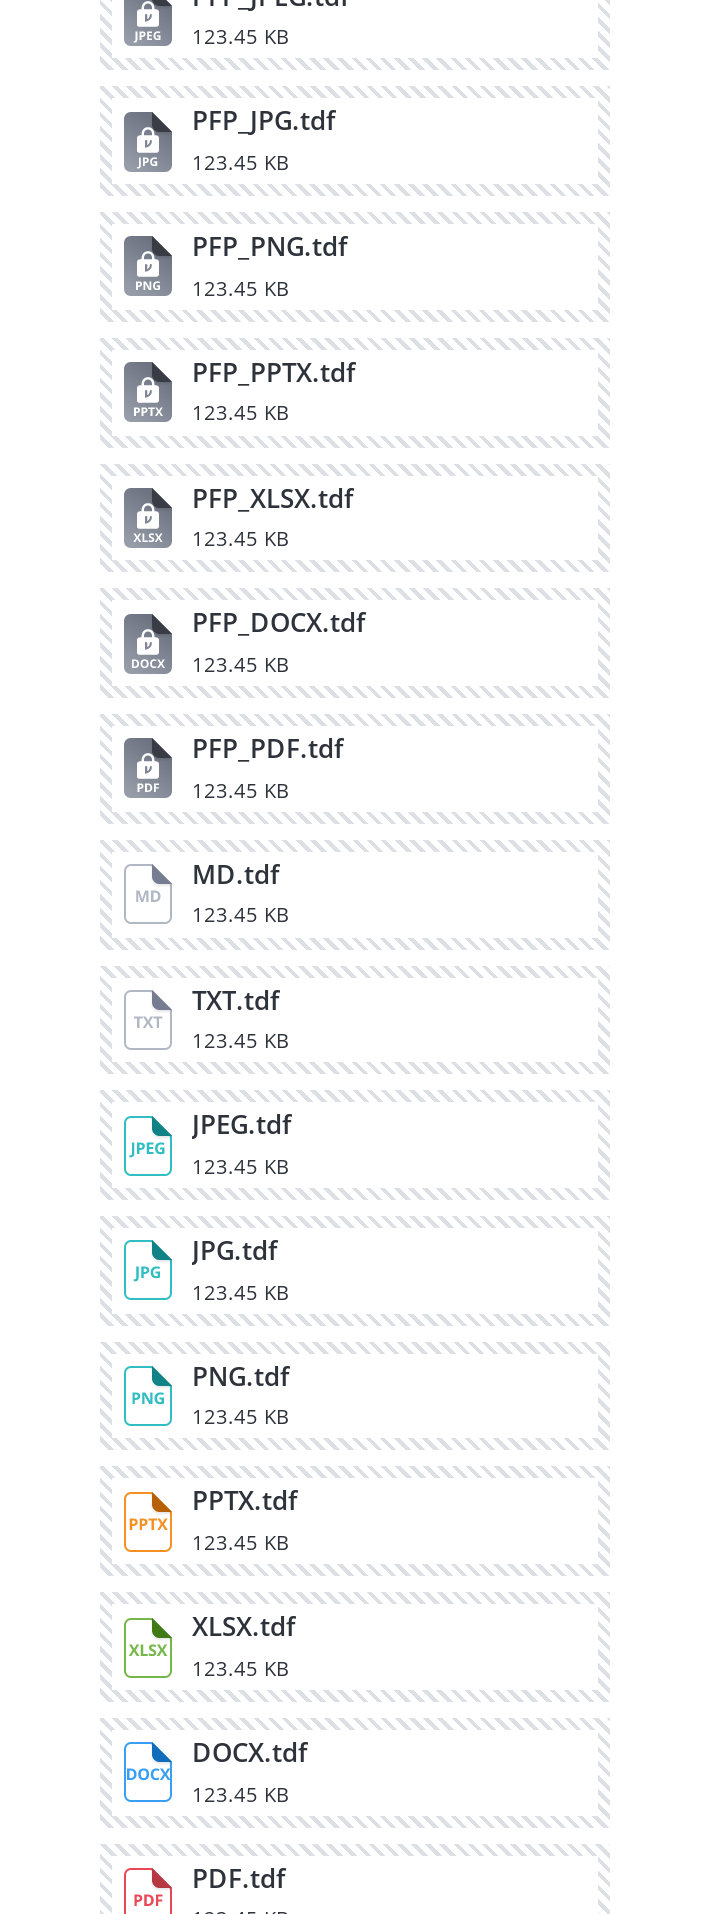 PFP_JPEG.tdf
JPEG
123.45 KB
PFP_JPG.tdf
JPG
123.45 KB
PFP_PNG.tdf
PNG
123.45 KB
PFP_PPTX.tdf
PPTX
123.45 KB
PFP_XLSX.tdf
XLSX
123.45 KB
PFP_DOCX.tdf
DOCX
123.45 KB
PFP_PDF.tdf
PDF
123.45 KB
MD.tdf
MD
123.45 KB
TXT.tdf
TXT
123.45 KB
JPEG.tdf
JPEG
123.45 KB
JPG.tdf
JPG
123.45 KB
PNG.tdf
PNG
123.45 KB
PPTX.tdf
PPTX
123.45 KB
XLSX.tdf
XLSX
123.45 KB
DOCX.tdf
DOCX
123.45 KB
PDF.tdf
PDF